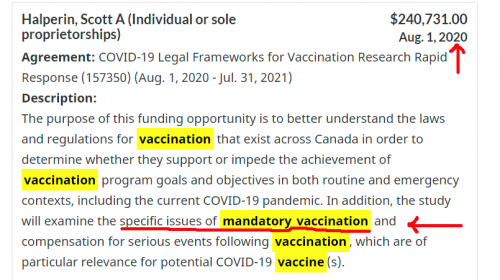 Halperin, Scott A (Individual or sole $240,731.00
proprietorships) Aug. 1, 2020
Agreement: COVID-19 Legal Frameworks for Vaccination Research Rapid
Response (157350) (Aug. 1, 2020 - Jul. 31, 2021)
Description:
The purpose of this funding opportunity is to better understand the laws
and regulations for vaccination that exist across Canada in order to
determine whether they support or impede the achievement of
vaccination program goals and objectives in both routine and emergency
contexts, including the current COVID-19 pandemic. In addition, the study
will examine the specific issues of mandatory vaccination and
compensation for serious events following vaccination, which are of
particular relevance for potential COVID-19 vaccine(s).